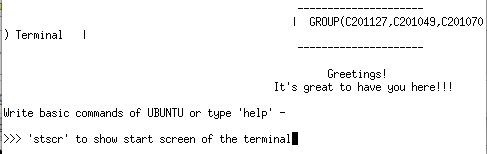 ---------------------
| GROUP(C201127,C201049,C201070
) Terminal |
---------------------
Greetings!
It's great to have you here!!!
Write basic commands of UBUNTU or type 'help' -
>>> 'stscr' to show start screen of the terminal